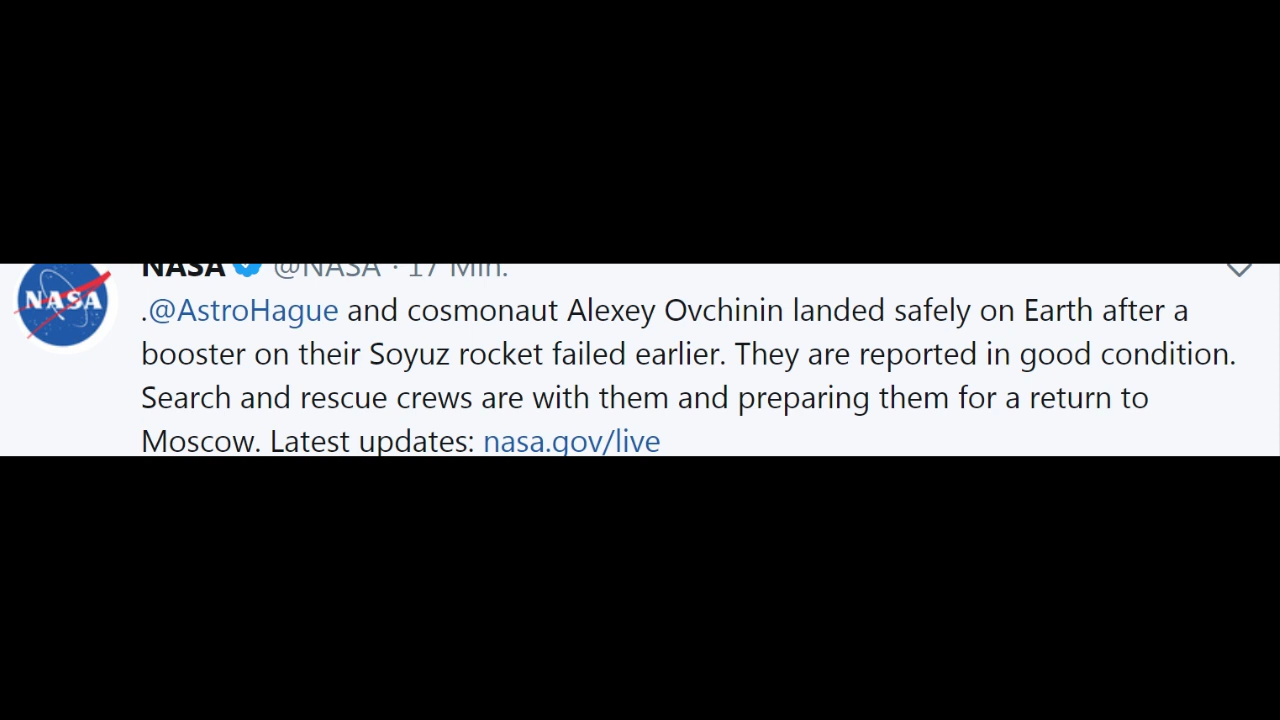 NASA
NASA @NASA · 17 Min.
.@AstroHague and cosmonaut Alexey Ovchinin landed safely on Earth after a
booster on their Soyuz rocket failed earlier. They are reported in good condition.
Search and rescue crews are with them and preparing them for a return to
Moscow. Latest updates: nasa.gov/live